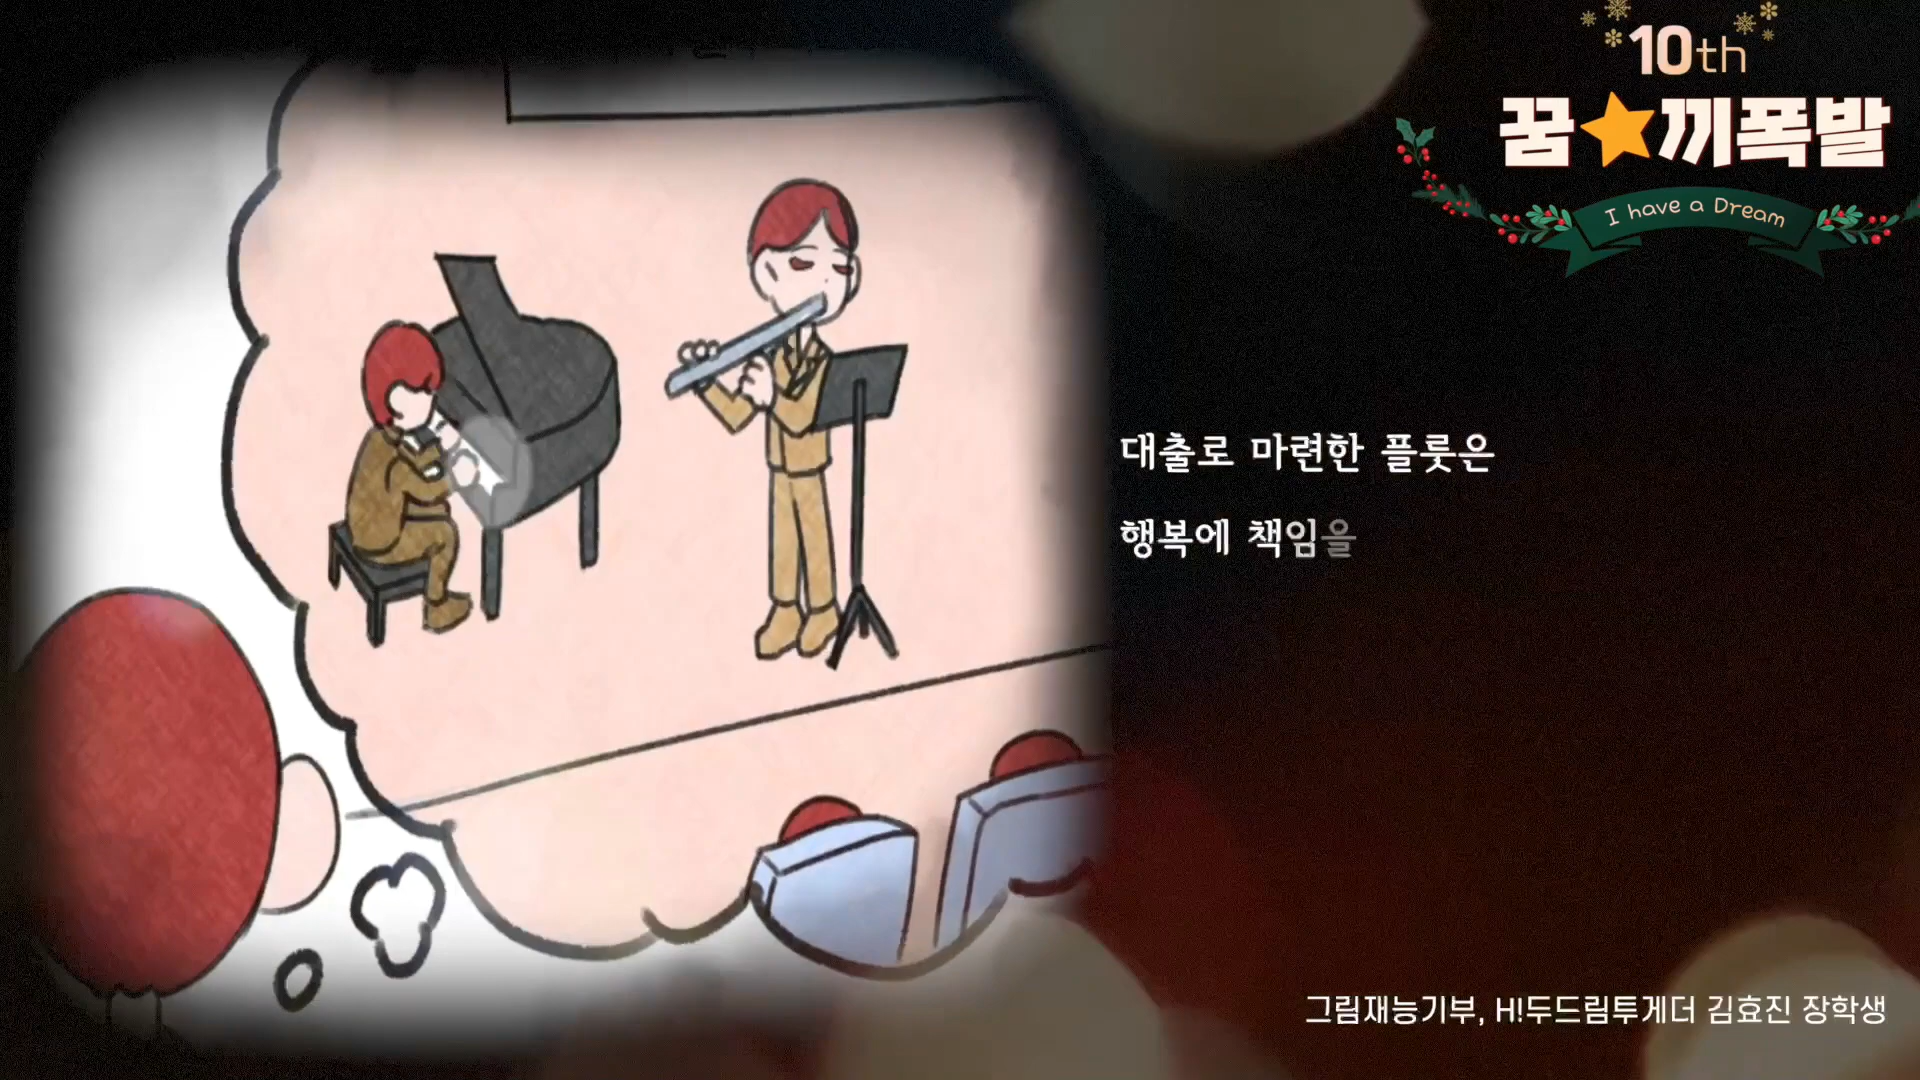 10th
꿈★끼폭발
I have a Dream
대출로 마련한 플룻은
행복에 책임을
그림재능기부, H!두드림투게더 김효진 장학생